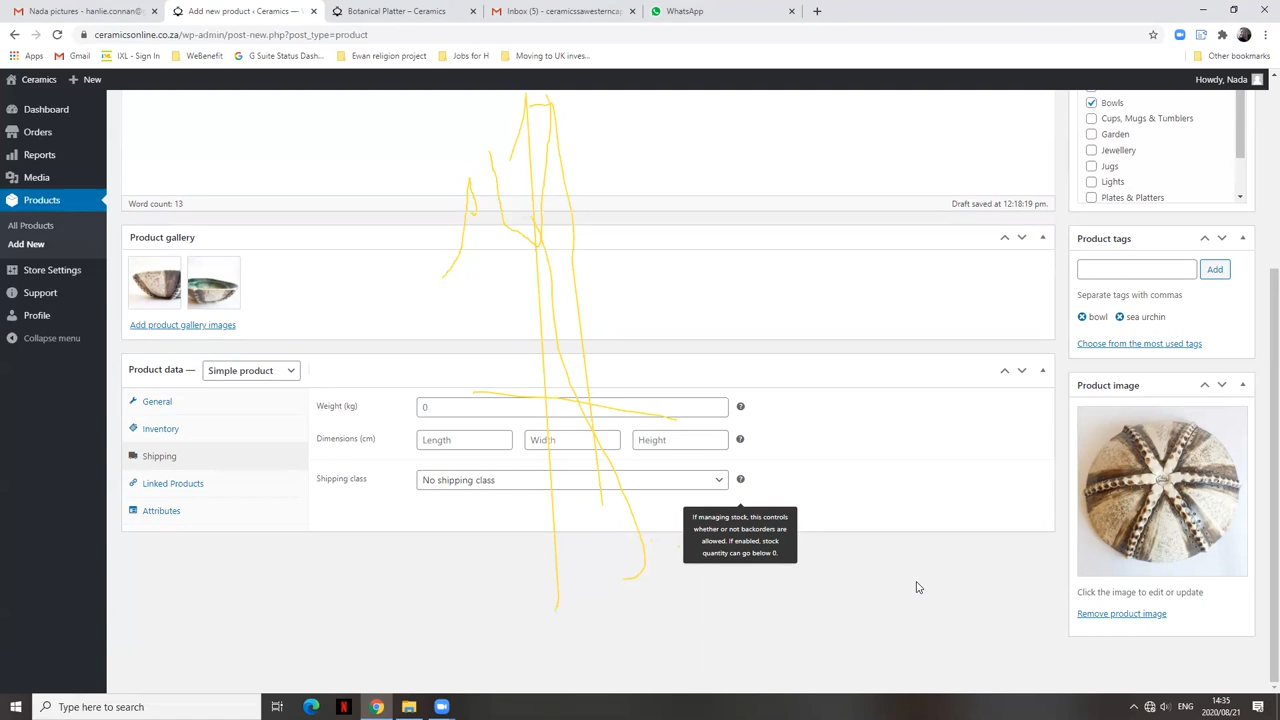 Nada pictures - hanlie.connan@
Add new product ‹ Ceramics — W
Botanical Platter – Ceramics
Inbox (5) - ceramicssawesterncap
WhatsApp
ceramicsonline.co.za/wp-admin/post-new.php?post_type=product
Apps
Gmail
IXL - Sign In
WeBenefit
G Suite Status Dash...
Ewan religion project
Jobs for H
Moving to UK inves...
Other bookmarks
Ceramics
New
Howdy, Nada
Dashboard
Orders
Reports
Media
Products
All Products
Add New
Store Settings
Support
Profile
Collapse menu
Word count: 13
Draft saved at 12:18:19 pm.
Product gallery
Add product gallery images
Product data —
Simple product
General
Inventory
Shipping
Linked Products
Attributes
Weight (kg)
0
Dimensions (cm)
Length
Width
Height
Shipping class
No shipping class
If managing stock, this controls
whether or not backorders are
allowed. If enabled, stock
quantity can go below 0.
Bowls
Cups, Mugs & Tumblers
Garden
Jewellery
Jugs
Lights
Plates & Platters
Product tags
Add
Separate tags with commas
bowl
sea urchin
Choose from the most used tags
Product image
Click the image to edit or update
Remove product image
Type here to search
ENG
14:35
2020/08/21